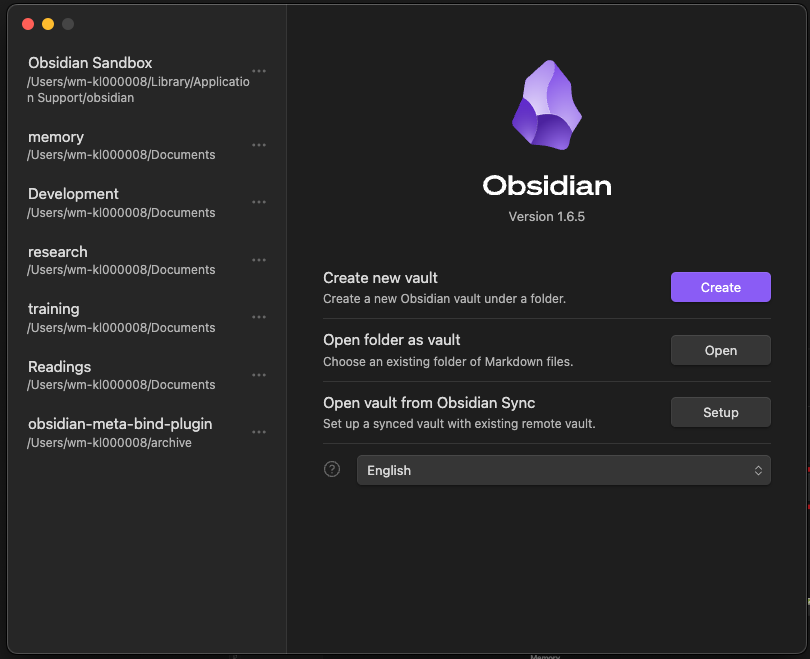 Obsidian Sandbox
/Users/wm-kl000008/Library/Applicatio
n Support/obsidian
memory
/Users/wm-kl000008/Documents
Development
/Users/wm-kl000008/Documents
research
/Users/wm-kl000008/Documents
training
/Users/wm-kl000008/Documents
Readings
/Users/wm-kl000008/Documents
obsidian-meta-bind-plugin
/Users/wm-kl000008/archive
Obsidian
Version 1.6.5
Create new vault
Create a new Obsidian vault under a folder.
Create
Open folder as vault
Choose an existing folder of Markdown files.
Open
Open vault from Obsidian Sync
Set up a synced vault with existing remote vault.
Setup
?
English
Memory